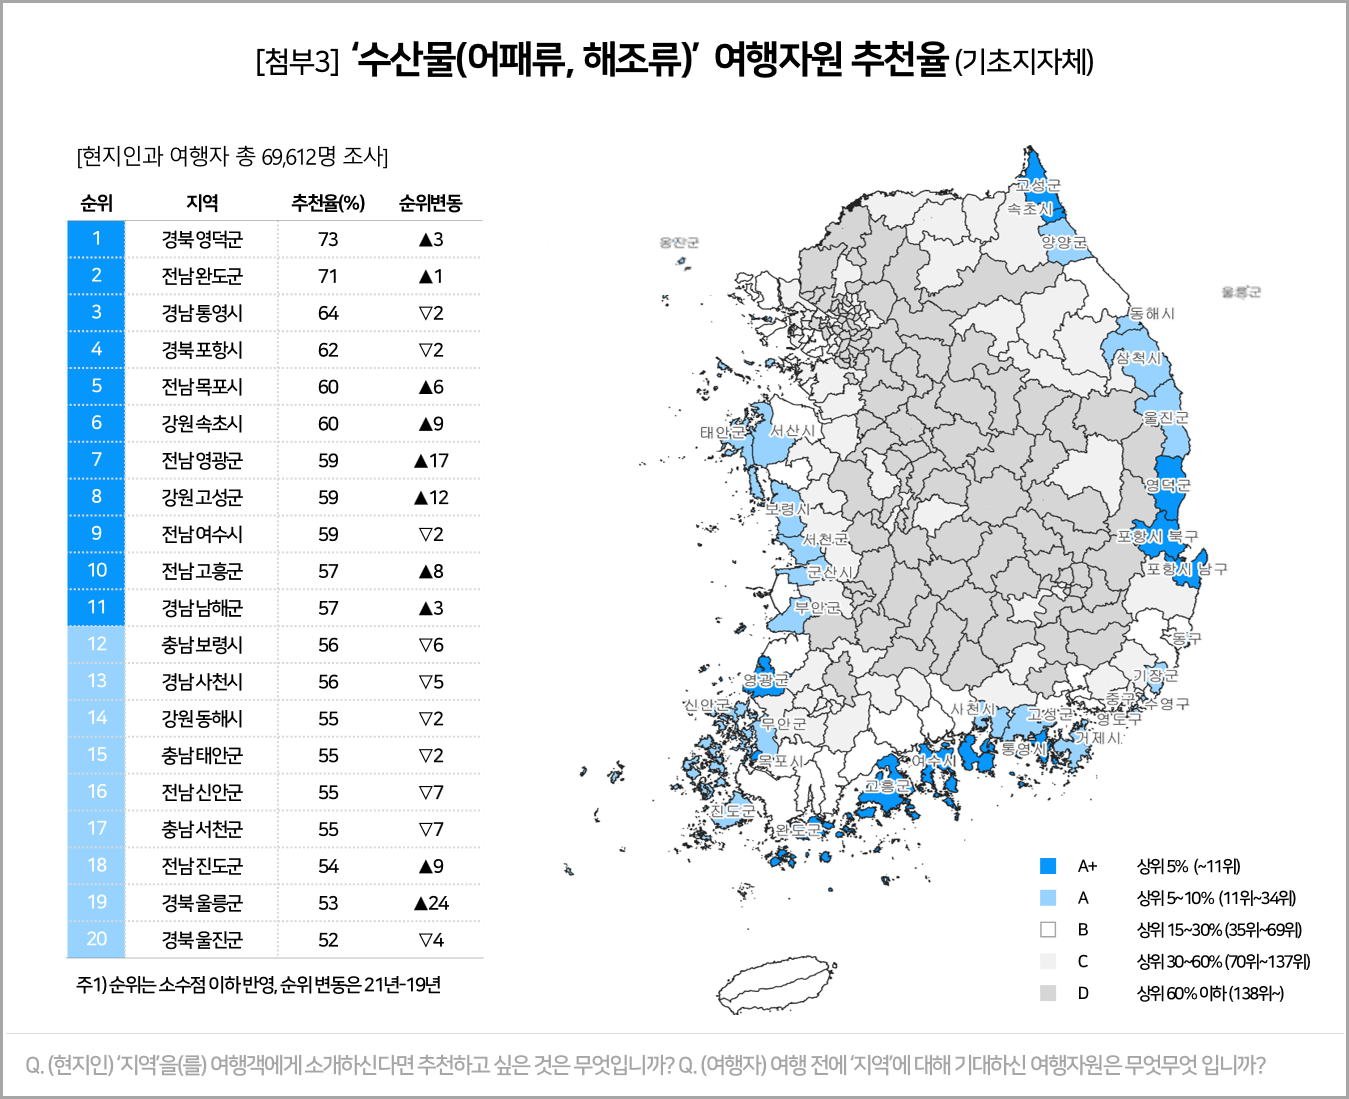 [첨부3] ‘수산물(어패류, 해조류)’ 여행자원 추천율 (기초지자체)
[현지인과 여행자 총 69,612명 조사]
순위 지역 추천율(%) 순위변동
1 경북 영덕군 73 ▲3
2 전남 완도군 71 ▲1
3 경남 통영시 64 ▽2
4 경북 포항시 62 ▽2
5 전남 목포시 60 ▲6
6 강원 속초시 60 ▲9
7 전남 영광군 59 ▲17
8 강원 고성군 59 ▲12
9 전남 여수시 59 ▽2
10 전남 고흥군 57 ▲8
11 경남 남해군 57 ▲3
12 충남 보령시 56 ▽6
13 경남 사천시 56 ▽5
14 강원 동해시 55 ▽2
15 충남 태안군 55 ▽2
16 전남 신안군 55 ▽7
17 충남 서천군 55 ▽7
18 전남 진도군 54 ▲9
19 경북 울릉군 53 ▲24
20 경북 울진군 52 ▽4
주1) 순위는 소수점 이하 반영, 순위 변동은 21년-19년
고성군
속초시
양양군
옹진군
울릉군
동해시
삼척시
울진군
태안군
서산시
영덕군
보령시
포항시 북구
서천군
포항시 남구
군산시
부안군
동구
기장군
영광군
중구
수영구
신안군
사천시
고성군
영도구
무안군
거제시
통영시
목포시
여수시
고흥군
진도군
완도군
A+ 상위 5% (~11위)
A 상위 5~10% (11위~34위)
B 상위 15~30% (35위~69위)
C 상위 30~60% (70위~137위)
D 상위 60% 이하 (138위~)
Q. (현지인) ‘지역’을(를) 여행객에게 소개하신다면 추천하고 싶은 것은 무엇입니까? Q. (여행자) 여행 전에 ‘지역’에 대해 기대하신 여행자원은 무엇무엇 입니까?